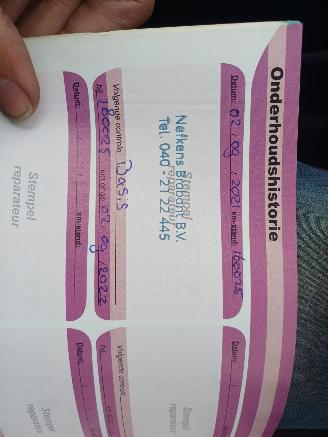 Onderhoudshistorie
Datum: 02 / 09 / 2021 km-stand: 160025
Stempel
reparateur
Nefkens Brabant B.V.
Tel. 040 - 21 22 445
Volgende controle: Basis
bij 180025 km of op 02 / 09 / 2022
Datum: / / km-stand:
Stempel
reparateur
Datum: / /
Stempel
reparateur
Volgende controle:
bij
Datum: / /
Stempel
reparateur